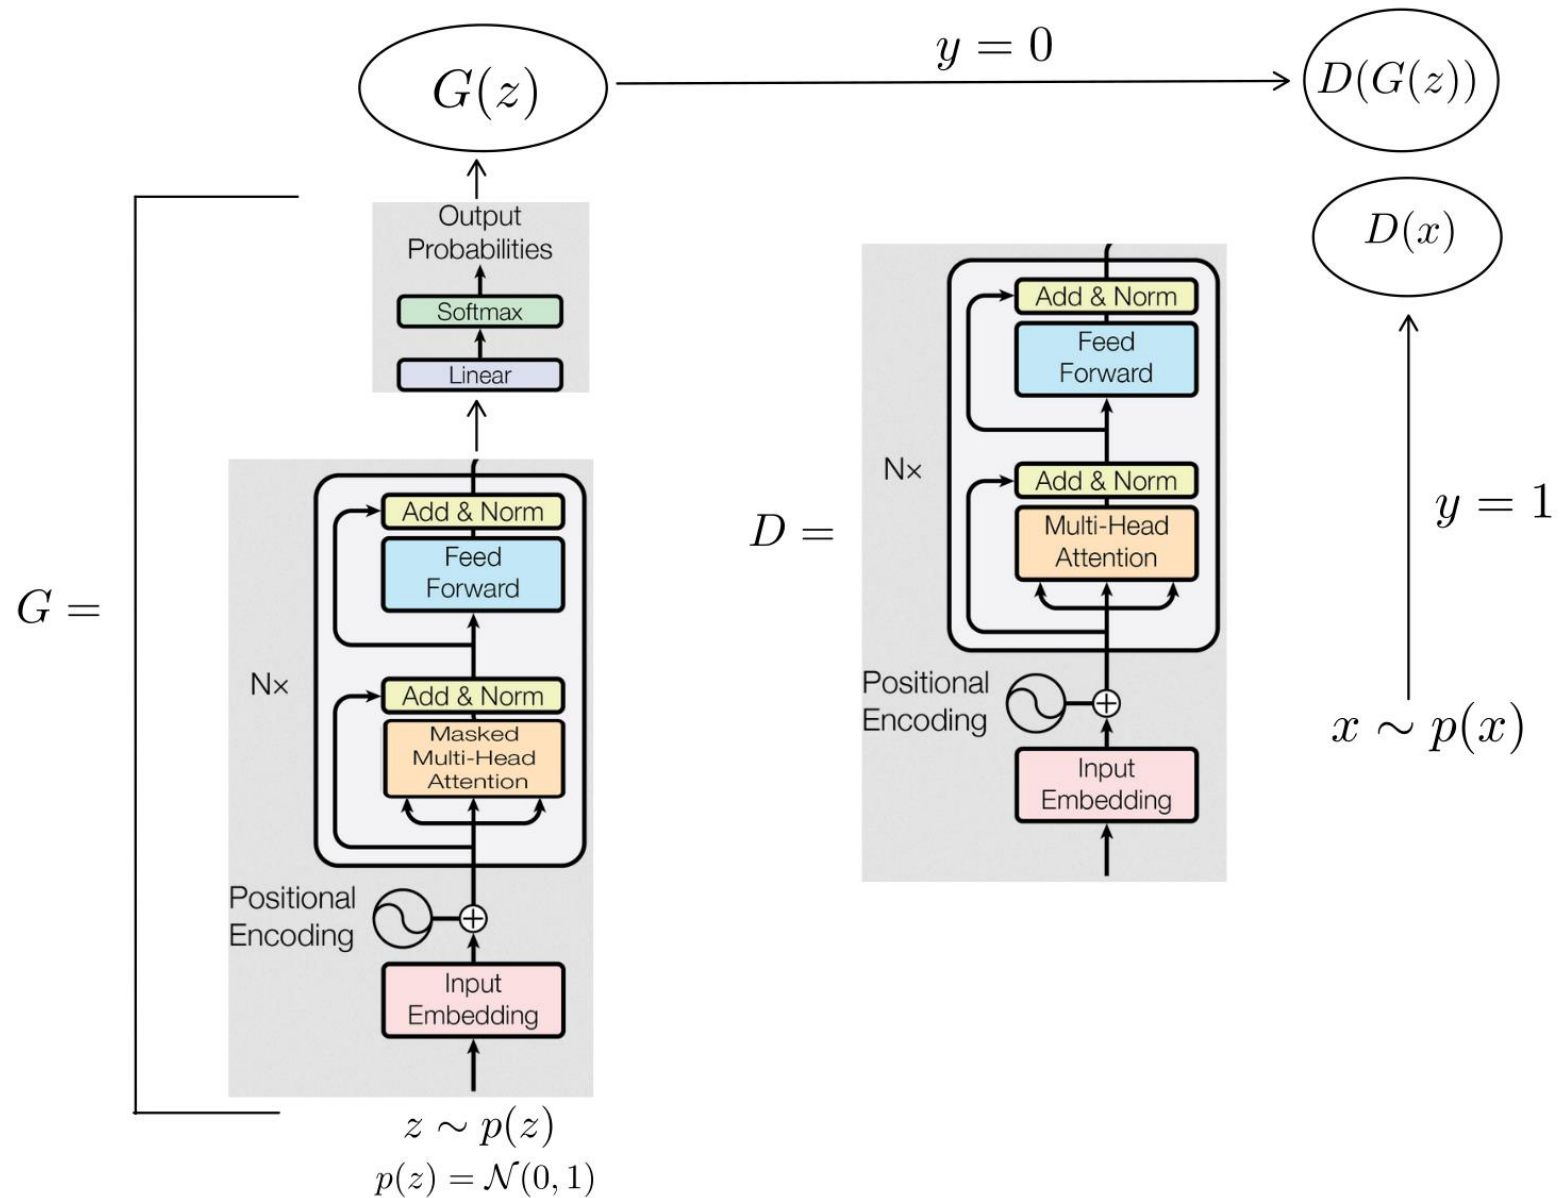 G(z)
y = 0
D(G(z))
D(x)
y = 1
x ∼ p(x)
G =
Output
Probabilities
Softmax
Linear
Add & Norm
Feed
Forward
N×
Add & Norm
Masked
Multi-Head
Attention
Positional
Encoding
Input
Embedding
z ∼ p(z)
p(z) = 𝒩(0, 1)
D =
Add & Norm
Feed
Forward
N×
Add & Norm
Multi-Head
Attention
Positional
Encoding
Input
Embedding